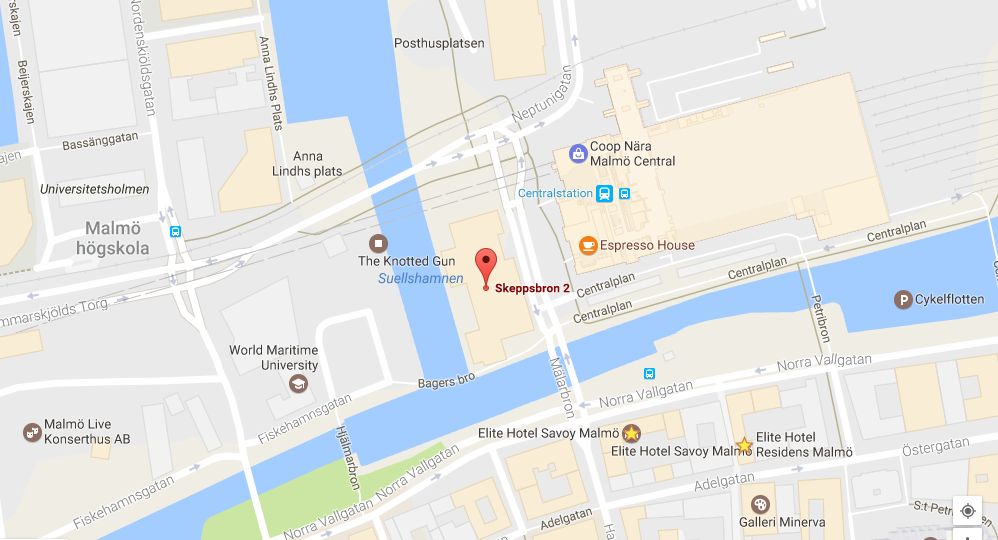 Beijerskajen
Nordenskiöldsgatan
Anna Lindhs Plats
Posthusplatsen
Neptunigatan
Bassänggatan
ajen
Anna
Lindhs plats
Coop Nära
Malmö Central
Universitetsholmen
Centralstation
Malmö
högskola
The Knotted Gun
Suellshamnen
Espresso House
Centralplan
Skeppsbron 2
Centralplan
Centralplan
Centralplan
Petribron
P
Cykelflotten
mmarskjölds Torg
World Maritime
University
Bagers bro
Mälarbron
Norra Vallgatan
Norra Vallgatan
Fiskehamnsgatan
Hjälmarbron
Malmö Live
Konserthus AB
Elite Hotel Savoy Malmö
Elite Hotel Savoy Malmö
Elite Hotel
Residens Malmö
Östergatan
Fiskehamnsgatan
Norra Vallgatan
Norra Vallgatan
Adelgatan
Adelgatan
Galleri Minerva
S:t Petri
Ha